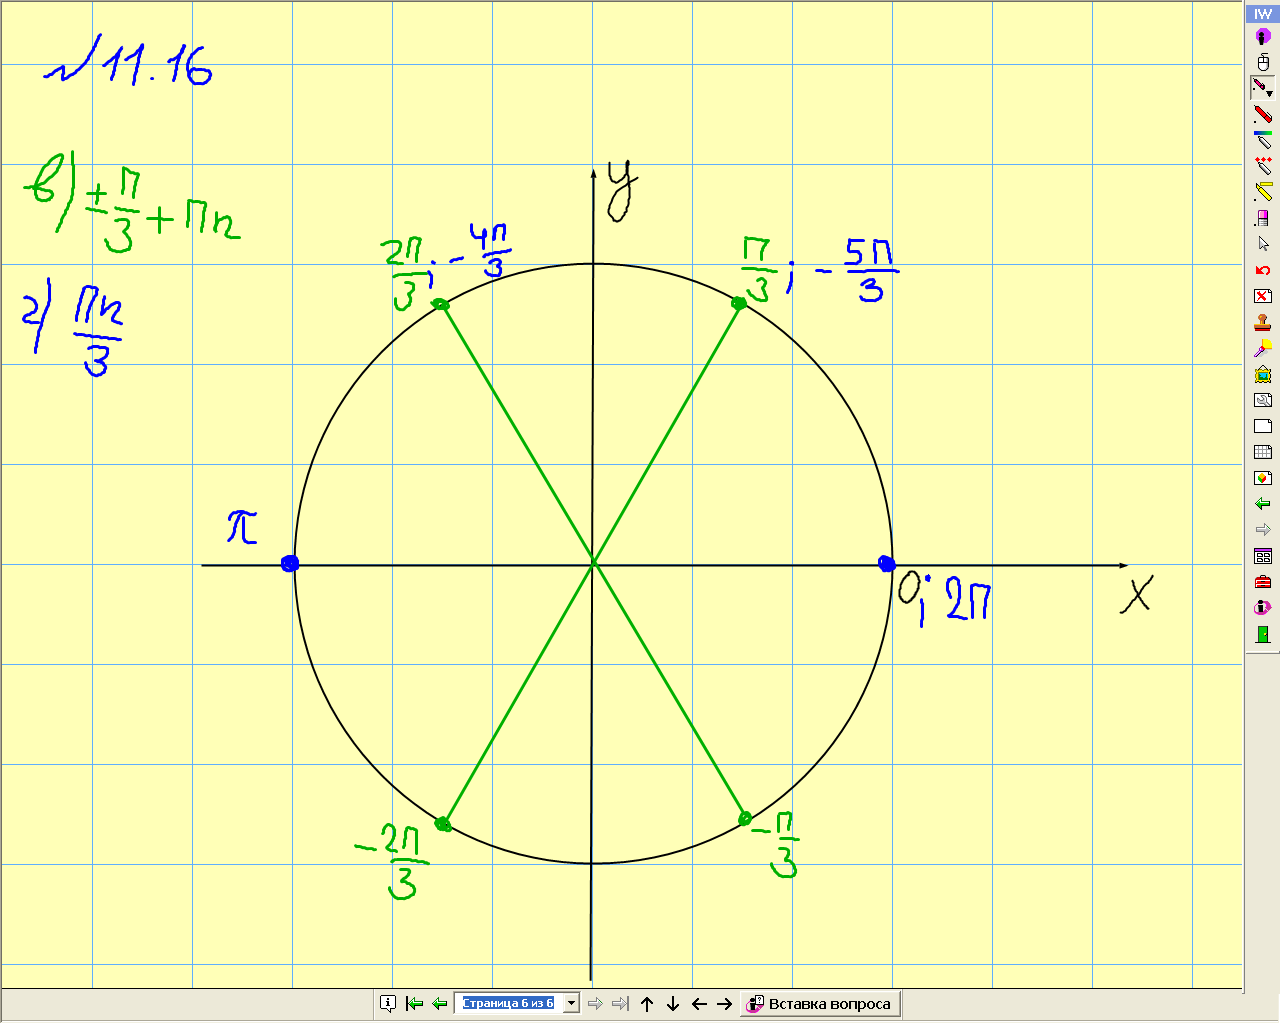 №11.16
в) ±π/3 + πn
г) πn/3
y
2π/3; -4π/3
π/3; -5π/3
π
0; 2π
x
-2π/3
-π/3
IW
Страница 6 из 6
Вставка вопроса